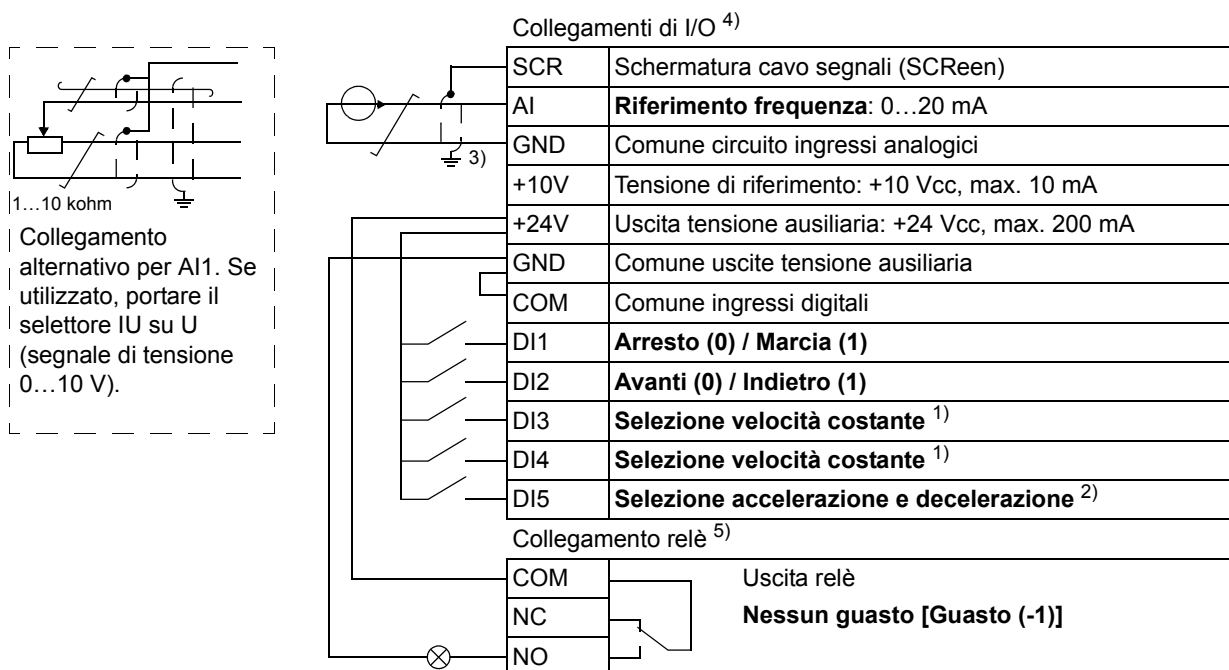 Collegamenti di I/O 4)
SCR Schermatura cavo segnali (SCReen)
AI Riferimento frequenza: 0…20 mA
GND Comune circuito ingressi analogici
3)
+10V Tensione di riferimento: +10 Vcc, max. 10 mA
+24V Uscita tensione ausiliaria: +24 Vcc, max. 200 mA
GND Comune uscite tensione ausiliaria
COM Comune ingressi digitali
DI1 Arresto (0) / Marcia (1)
DI2 Avanti (0) / Indietro (1)
DI3 Selezione velocità costante 1)
DI4 Selezione velocità costante 1)
DI5 Selezione accelerazione e decelerazione 2)
1…10 kohm
Collegamento
alternativo per AI1. Se
utilizzato, portare il
selettore IU su U
(segnale di tensione
0…10 V).
Collegamento relè 5)
COM Uscita relè
NC Nessun guasto [Guasto (-1)]
NO